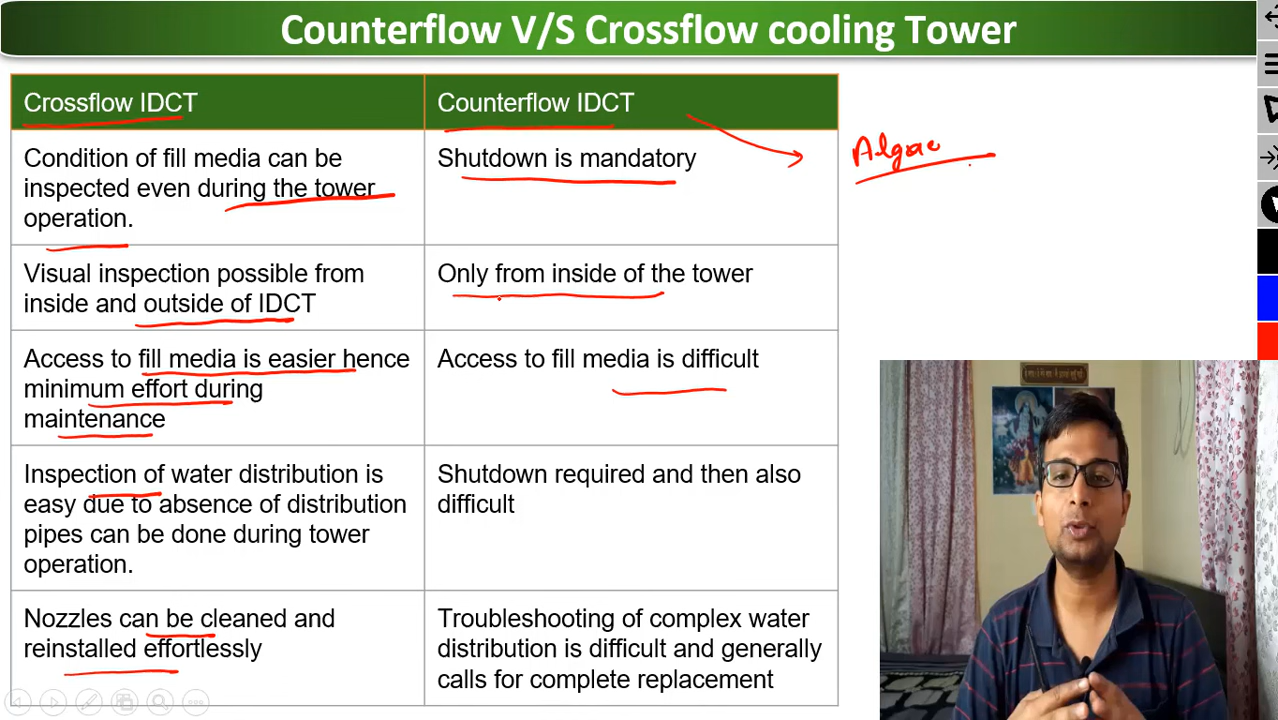 Counterflow V/S Crossflow cooling Tower
Crossflow IDCT
Counterflow IDCT
Condition of fill media can be
inspected even during the tower
operation.
Shutdown is mandatory
Algae
Visual inspection possible from
inside and outside of IDCT
Only from inside of the tower
Access to fill media is easier hence
minimum effort during
maintenance
Access to fill media is difficult
Inspection of water distribution is
easy due to absence of distribution
pipes can be done during tower
operation.
Shutdown required and then also
difficult
Nozzles can be cleaned and
reinstalled effortlessly
Troubleshooting of complex water
distribution is difficult and generally
calls for complete replacement